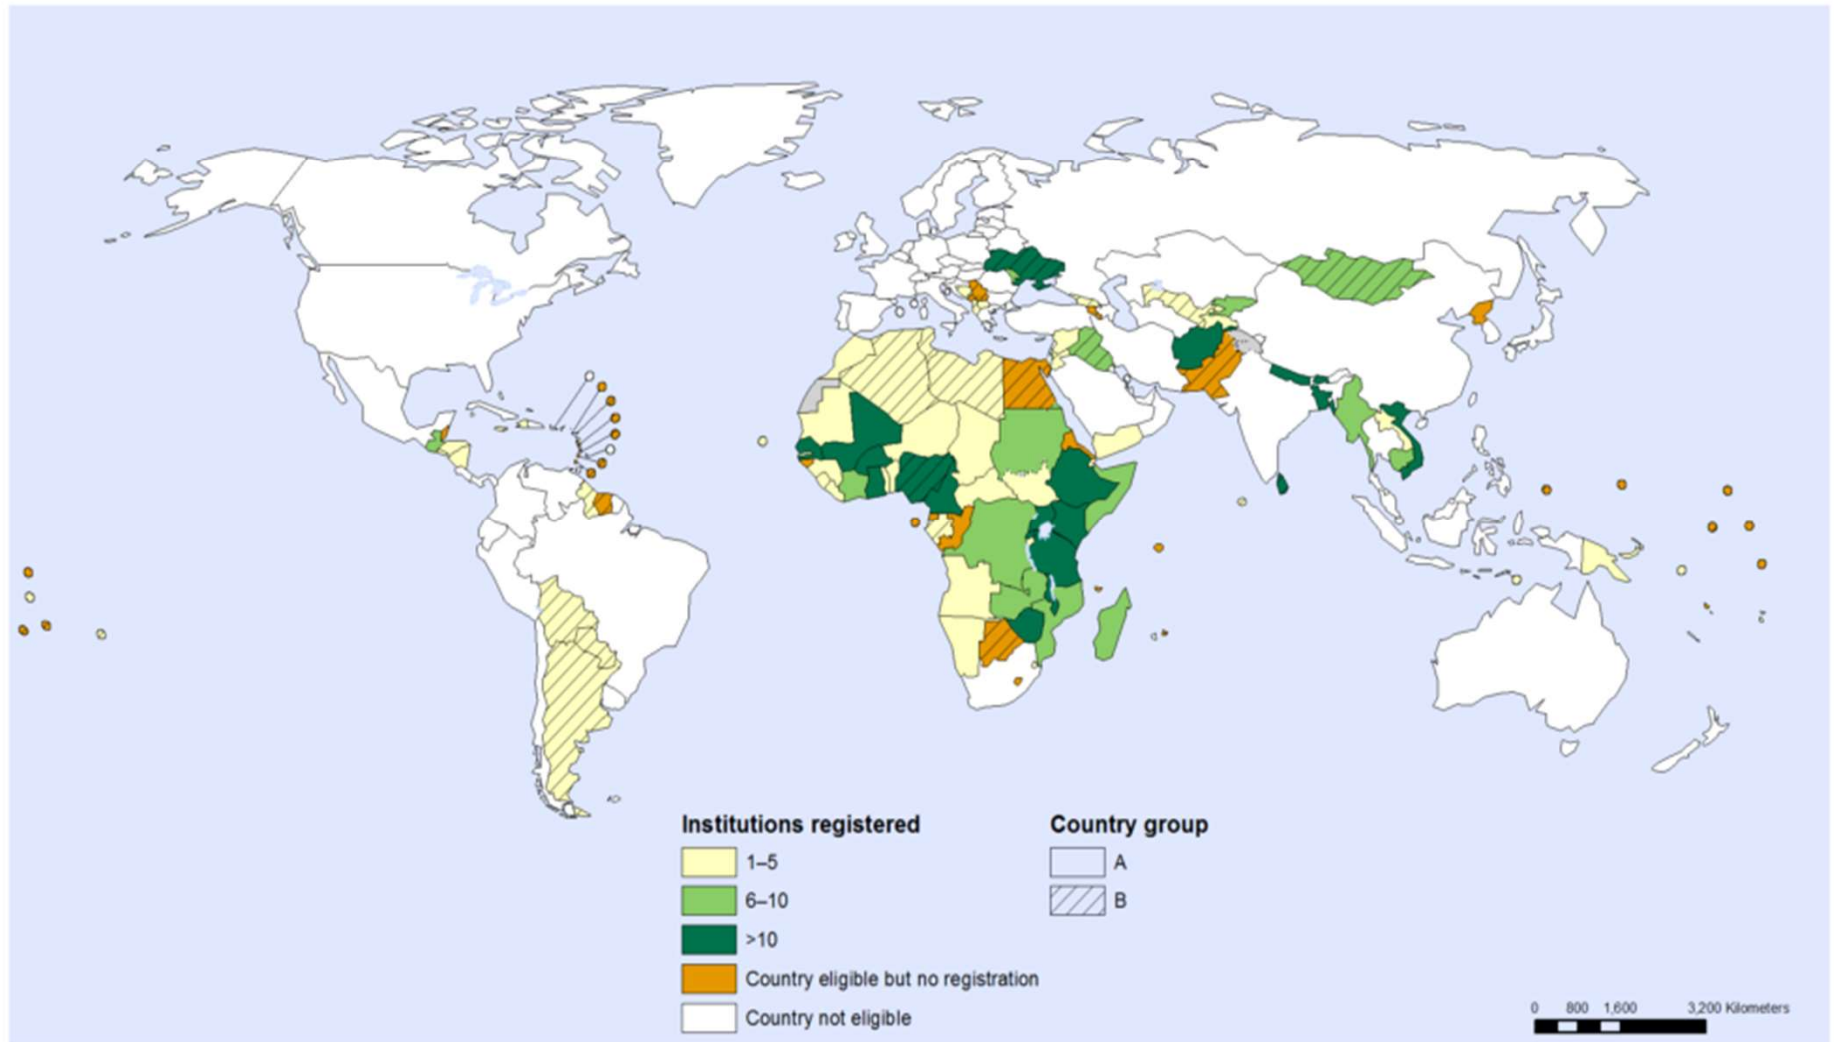 Institutions registered
1–5
6–10
>10
Country eligible but no registration
Country not eligible
Country group
A
B
0 800 1,600 3,200 Kilometers